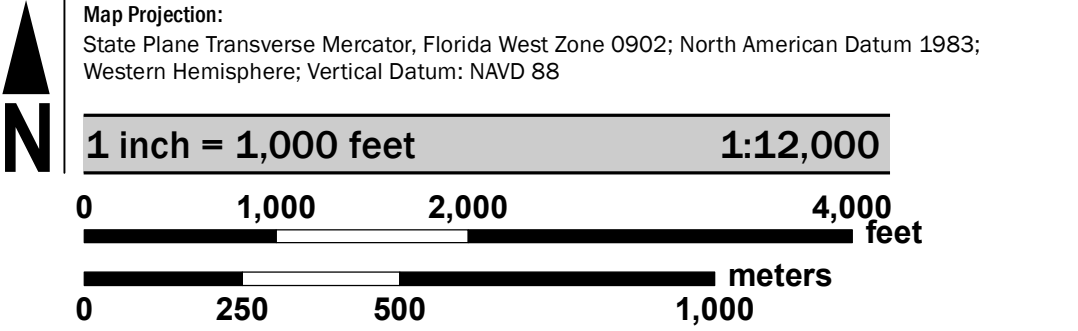 N
Map Projection:
State Plane Transverse Mercator, Florida West Zone 0902; North American Datum 1983;
Western Hemisphere; Vertical Datum: NAVD 88
1 inch = 1,000 feet 1:12,000
0 1,000 2,000 4,000
feet
meters
0 250 500 1,000